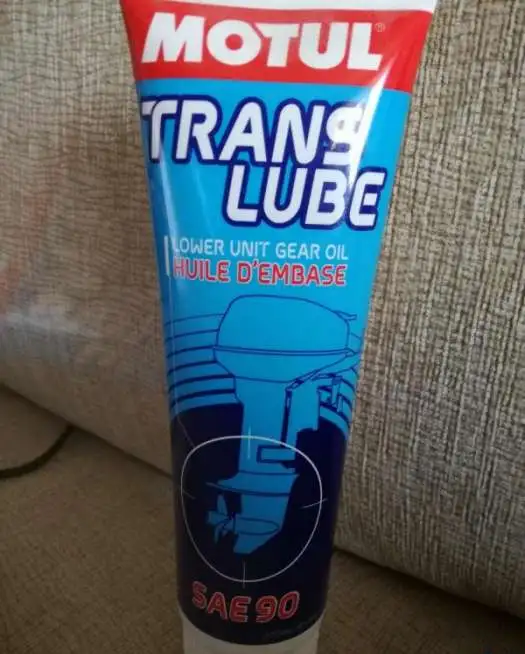 MOTUL®
TRANS
LUBE
LOWER UNIT GEAR OIL
HUILE D'EMBASE
SAE 90